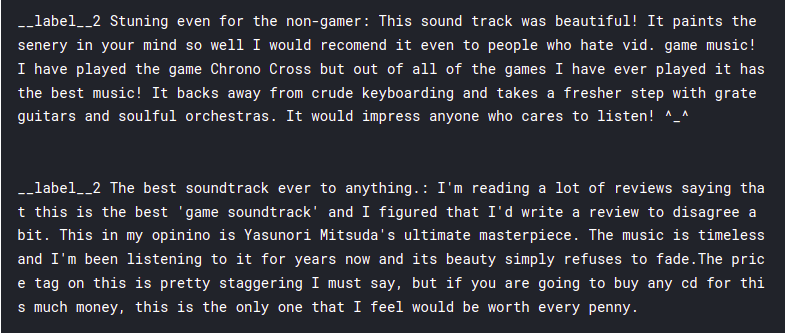 __label__2 Stuning even for the non-gamer: This sound track was beautiful! It paints the
senery in your mind so well I would recomend it even to people who hate vid. game music!
I have played the game Chrono Cross but out of all of the games I have ever played it has
the best music! It backs away from crude keyboarding and takes a fresher step with grate
guitars and soulful orchestras. It would impress anyone who cares to listen! ^_^
__label__2 The best soundtrack ever to anything.: I'm reading a lot of reviews saying tha
t this is the best 'game soundtrack' and I figured that I'd write a review to disagree a
bit. This in my opinino is Yasunori Mitsuda's ultimate masterpiece. The music is timeless
and I'm been listening to it for years now and its beauty simply refuses to fade.The pric
e tag on this is pretty staggering I must say, but if you are going to buy any cd for thi
s much money, this is the only one that I feel would be worth every penny.